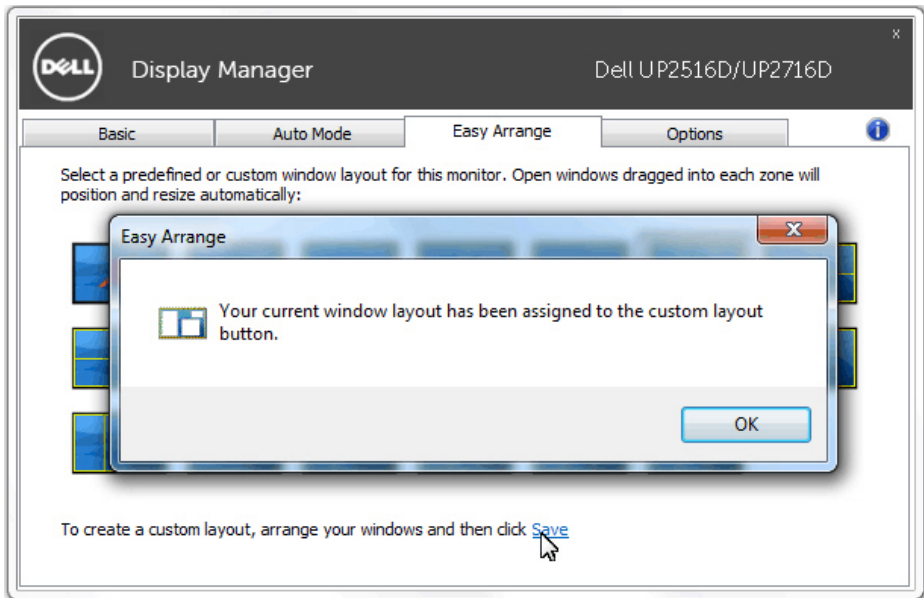 x
DELL
Display Manager
Dell UP2516D/UP2716D
Basic
Auto Mode
Easy Arrange
Options
i
Select a predefined or custom window layout for this monitor. Open windows dragged into each zone will
position and resize automatically:
Easy Arrange
x
Your current window layout has been assigned to the custom layout
button.
OK
To create a custom layout, arrange your windows and then click Save